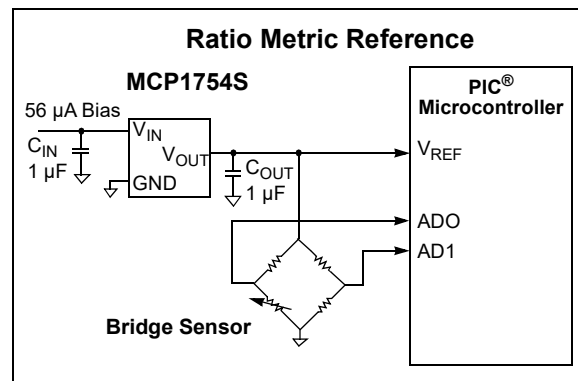 Ratio Metric Reference
MCP1754S
PIC®
Microcontroller
56 µA Bias
CIN
1 µF
VIN
VOUT
GND
COUT
1 µF
VREF
ADO
AD1
Bridge Sensor